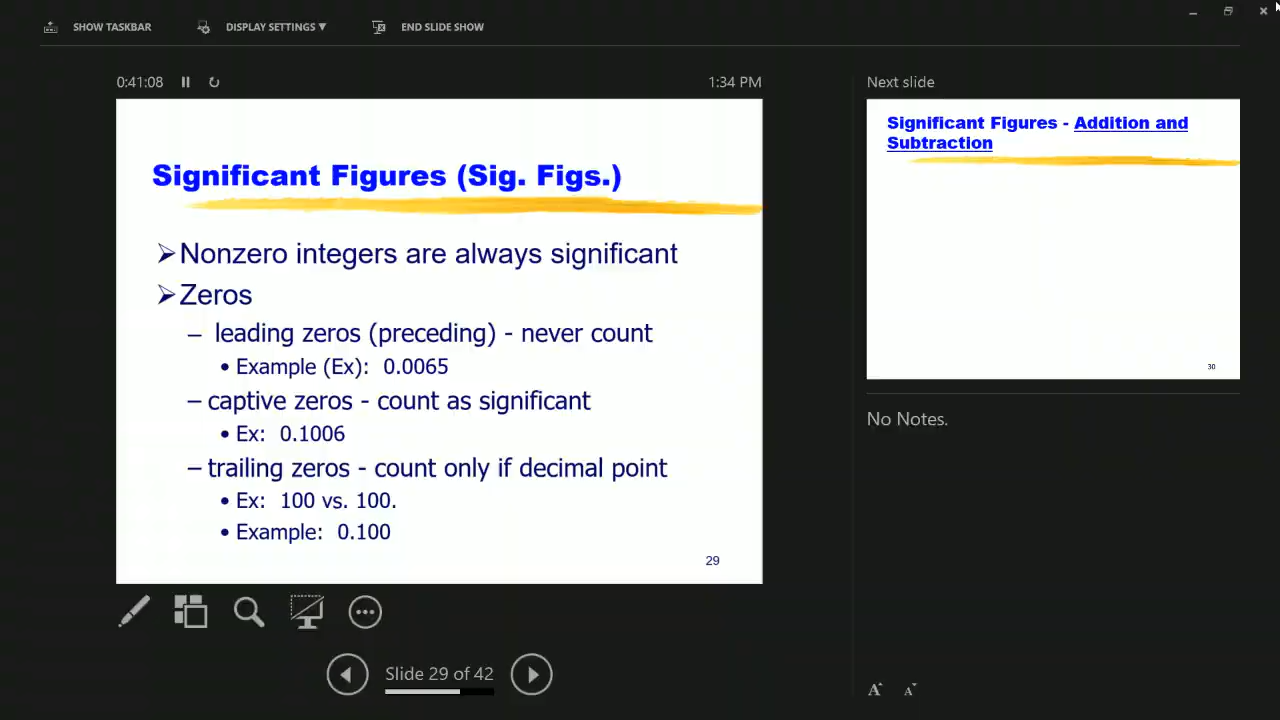 SHOW TASKBAR
DISPLAY SETTINGS ▼
END SLIDE SHOW
0:41:08
1:34 PM
Significant Figures (Sig. Figs.)
➢Nonzero integers are always significant
➢Zeros
– leading zeros (preceding) - never count
• Example (Ex): 0.0065
– captive zeros - count as significant
• Ex: 0.1006
– trailing zeros - count only if decimal point
• Ex: 100 vs. 100.
• Example: 0.100
29
Slide 29 of 42
Next slide
Significant Figures - Addition and
Subtraction
30
No Notes.
A A